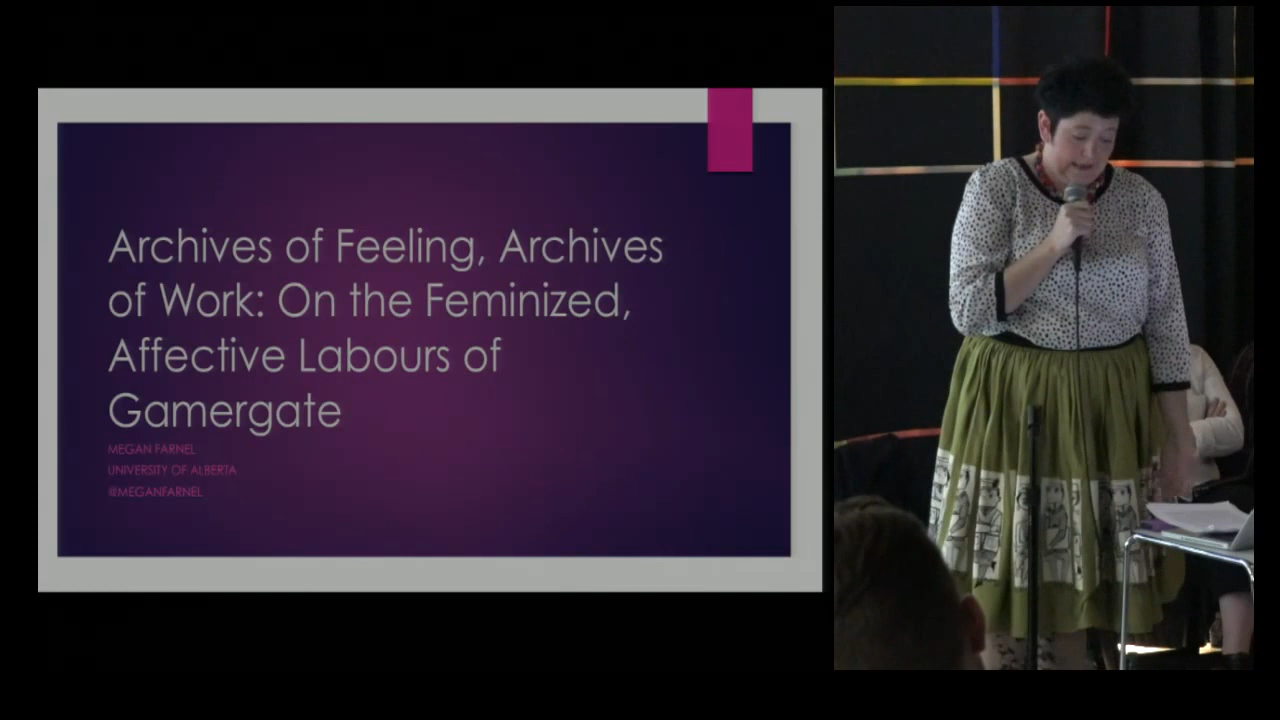 Archives of Feeling, Archives
of Work: On the Feminized,
Affective Labours of
Gamergate
MEGAN FARNEL
UNIVERSITY OF ALBERTA
@MEGANFARNEL